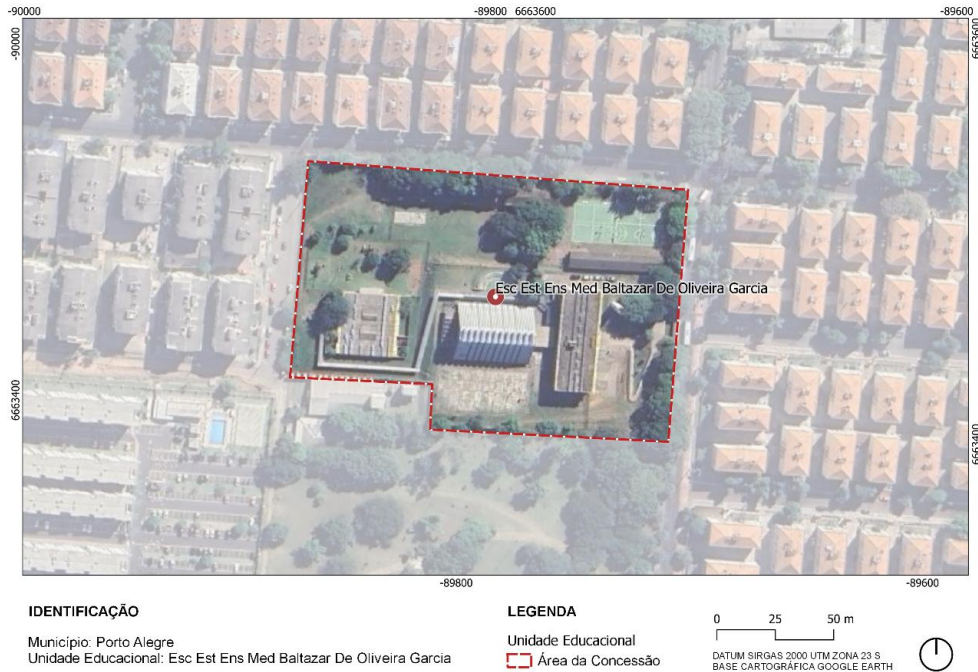 -90000
-89800 6663600
-89600
-90000
6663600
Esc Est Ens Med Baltazar De Oliveira Garcia
6663400
6663400
-89800
-89600
IDENTIFICAÇÃO
Município: Porto Alegre
Unidade Educacional: Esc Est Ens Med Baltazar De Oliveira Garcia
LEGENDA
Unidade Educacional
Área da Concessão
0 25 50 m
DATUM SIRGAS 2000 UTM ZONA 23 S
BASE CARTOGRÁFICA GOOGLE EARTH